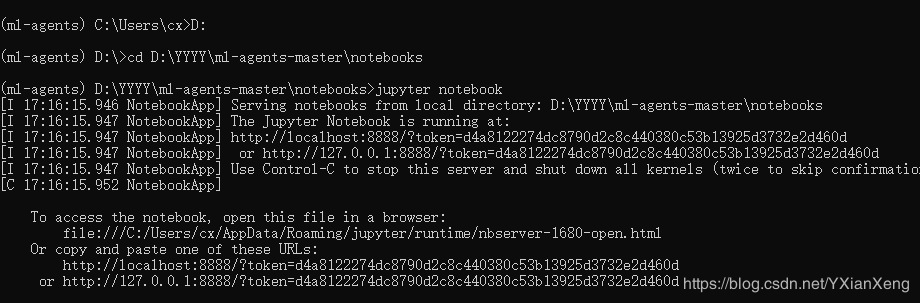 (ml-agents) C:\Users\cx>D:
(ml-agents) D:\>cd D:\YYYY\ml-agents-master\notebooks
(ml-agents) D:\YYYY\ml-agents-master\notebooks>jupyter notebook
[I 17:16:15.946 NotebookApp] Serving notebooks from local directory: D:\YYYY\ml-agents-master\notebooks
[I 17:16:15.947 NotebookApp] The Jupyter Notebook is running at:
[I 17:16:15.947 NotebookApp] http://localhost:8888/?token=d4a8122274dc8790d2c8c440380c53b13925d3732e2d460d
[I 17:16:15.947 NotebookApp]  or http://127.0.0.1:8888/?token=d4a8122274dc8790d2c8c440380c53b13925d3732e2d460d
[I 17:16:15.947 NotebookApp] Use Control-C to stop this server and shut down all kernels (twice to skip confirmatio
[C 17:16:15.952 NotebookApp]
To access the notebook, open this file in a browser:
file:///C:/Users/cx/AppData/Roaming/jupyter/runtime/nbserver-1680-open.html
Or copy and paste one of these URLs:
http://localhost:8888/?token=d4a8122274dc8790d2c8c440380c53b13925d3732e2d460d
or http://127.0.0.1:8888/?token=d4a8122274dc8790d2c8c440380c53b13925d3732e2d460d
https://blog.csdn.net/YXianXeng